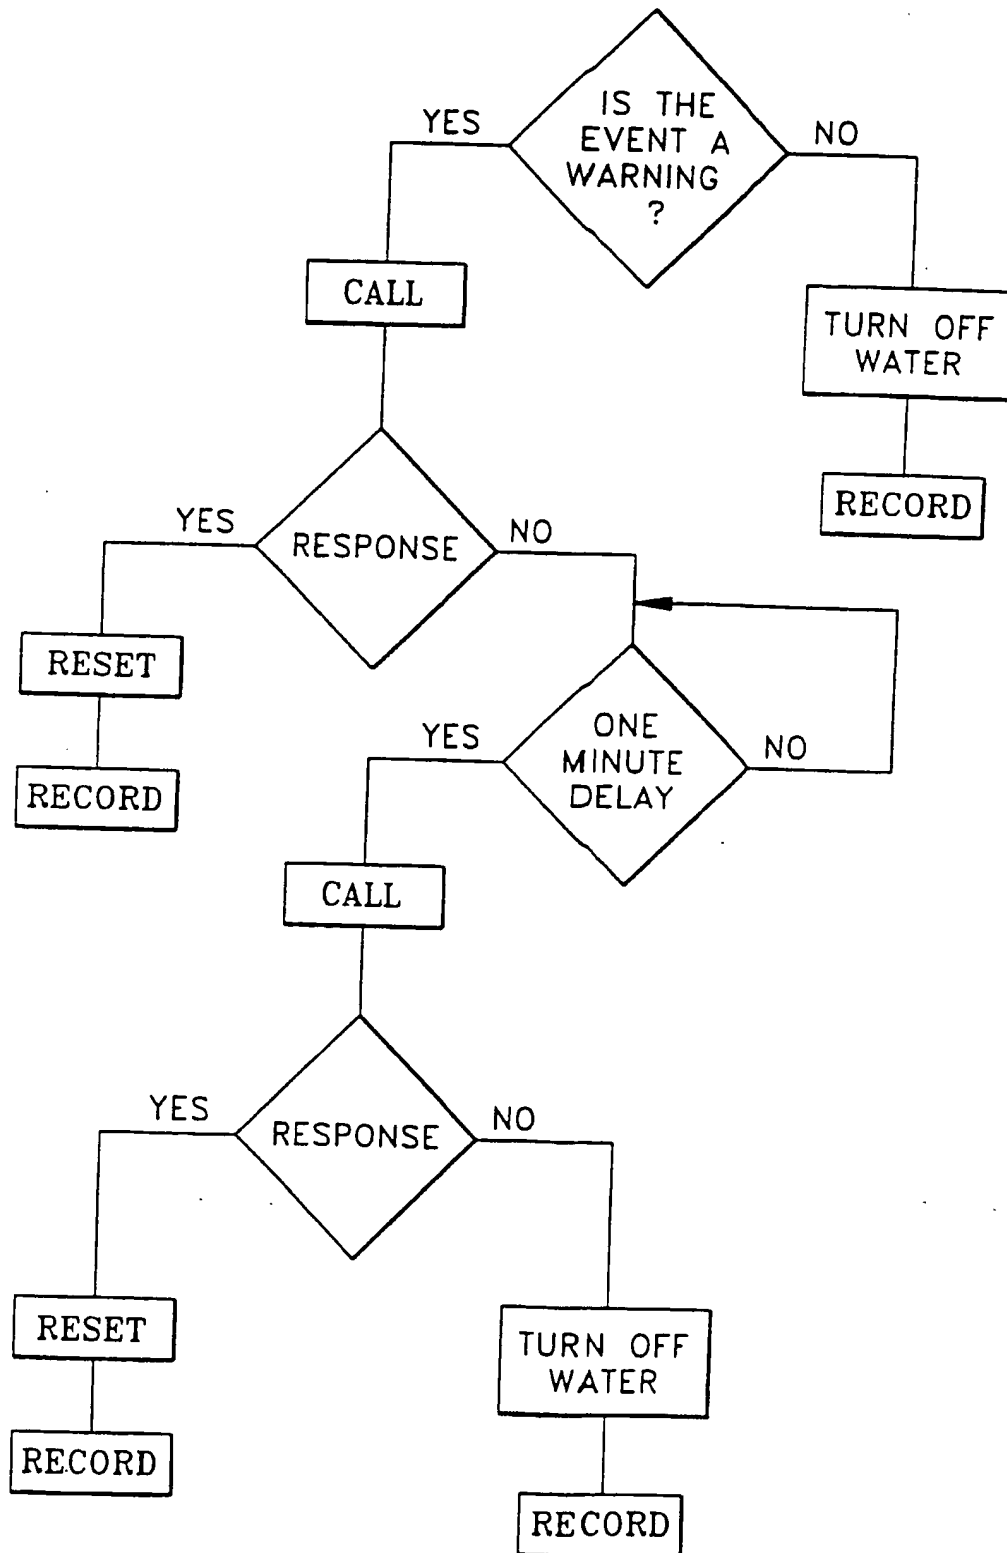 IS THE
EVENT A
WARNING
?
YES
NO
CALL
TURN OFF
WATER
RECORD
YES
RESPONSE
NO
RESET
RECORD
YES
ONE
MINUTE
DELAY
NO
CALL
YES
RESPONSE
NO
RESET
RECORD
TURN OFF
WATER
RECORD